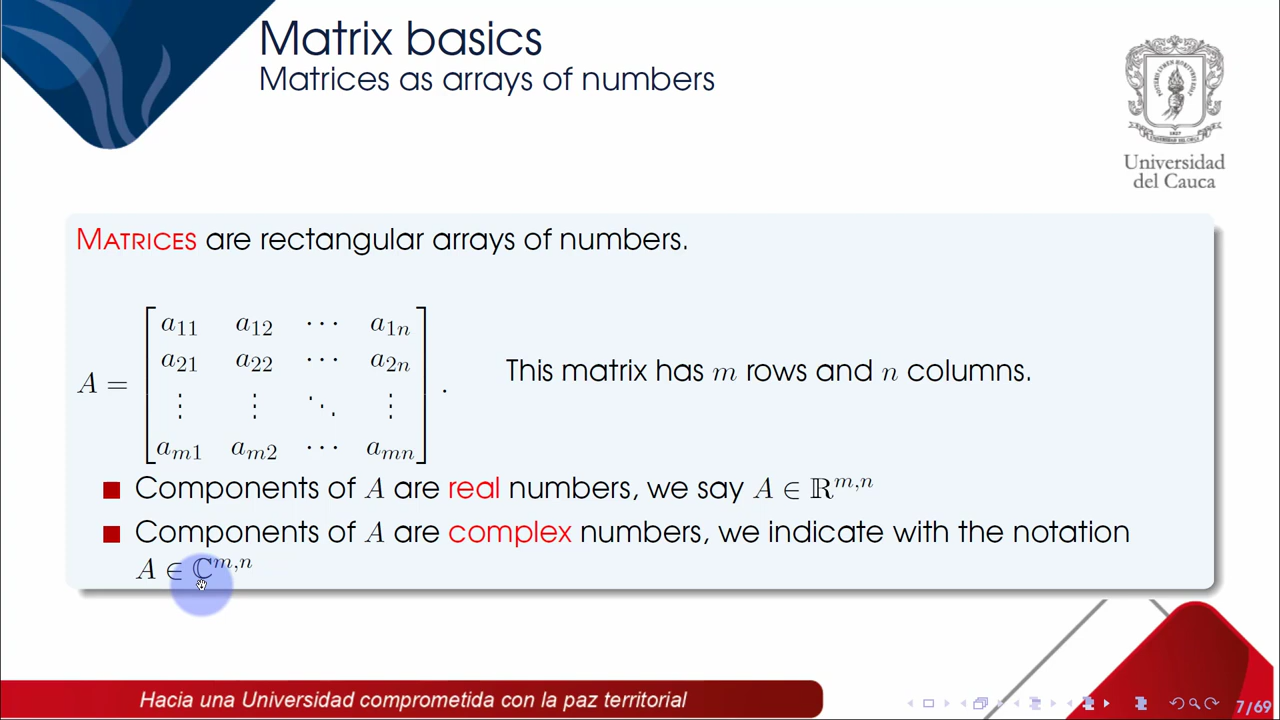 Matrix basics
Matrices as arrays of numbers
Universidad
del Cauca
MATRICES are rectangular arrays of numbers.
A = [ a11 a12 ⋯ a1n
a21 a22 ⋯ a2n
⋮ ⋮ ⋱ ⋮
am1 am2 ⋯ amn ] .
This matrix has m rows and n columns.
■ Components of A are real numbers, we say A ∈ ℝ^m,n
■ Components of A are complex numbers, we indicate with the notation
A ∈ ℂ^m,n
Hacia una Universidad comprometida con la paz territorial
7/69